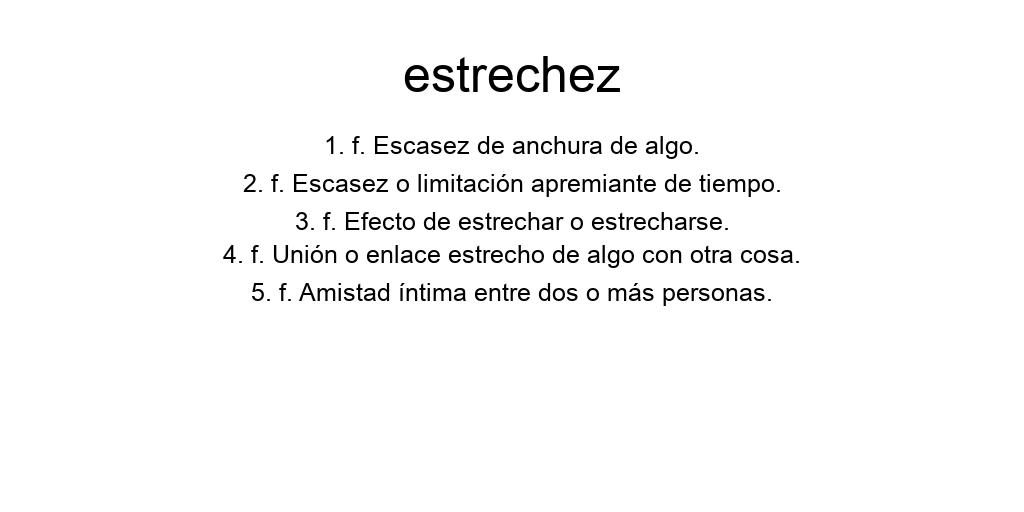 estrechez
1. f. Escasez de anchura de algo.
2. f. Escasez o limitación apremiante de tiempo.
3. f. Efecto de estrechar o estrecharse.
4. f. Unión o enlace estrecho de algo con otra cosa.
5. f. Amistad íntima entre dos o más personas.